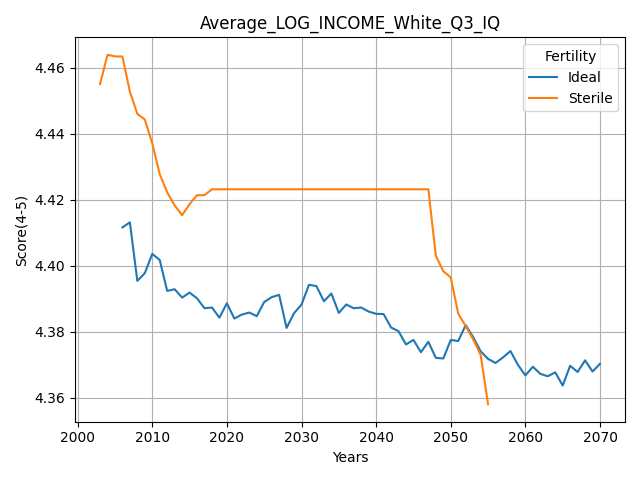 Average_LOG_INCOME_White_Q3_IQ
Fertility
Ideal
Sterile
Score(4-5)
4.46
4.44
4.42
4.40
4.38
4.36
2000
2010
2020
2030
2040
2050
2060
2070
Years